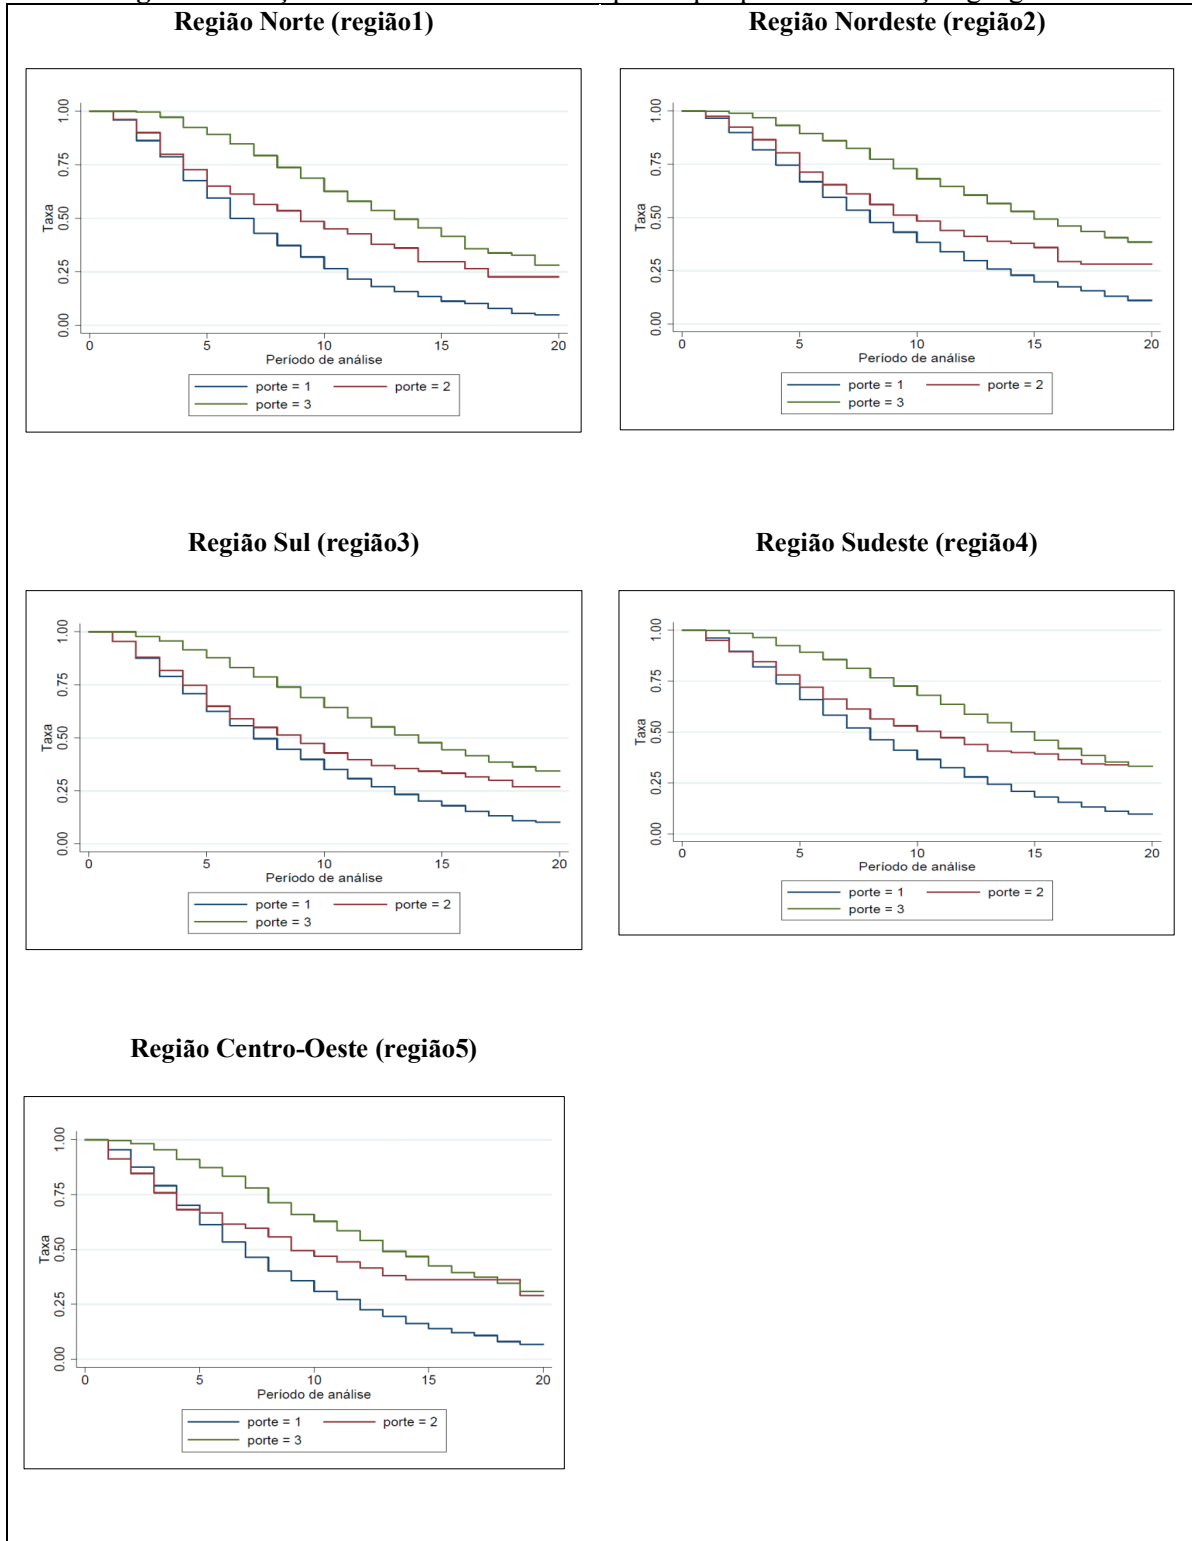 Região Norte (região1)
Região Nordeste (região2)
1.00
0.75
0.50
0.25
0.00
Taxa
0 5 10 15 20
Período de análise
porte = 1 porte = 2
porte = 3
1.00
0.75
0.50
0.25
0.00
Taxa
0 5 10 15 20
Período de análise
porte = 1 porte = 2
porte = 3
Região Sul (região3)
Região Sudeste (região4)
1.00
0.75
0.50
0.25
0.00
Taxa
0 5 10 15 20
Período de análise
porte = 1 porte = 2
porte = 3
1.00
0.75
0.50
0.25
0.00
Taxa
0 5 10 15 20
Período de análise
porte = 1 porte = 2
porte = 3
Região Centro-Oeste (região5)
1.00
0.75
0.50
0.25
0.00
Taxa
0 5 10 15 20
Período de análise
porte = 1 porte = 2
porte = 3